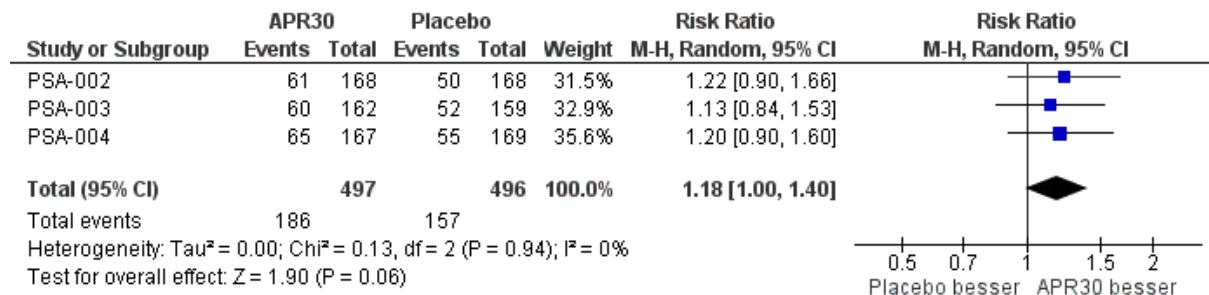 APR30 Placebo Risk Ratio Risk Ratio
Study or Subgroup Events Total Events Total Weight M-H, Random, 95% CI M-H, Random, 95% CI
PSA-002 61 168 50 168 31.5% 1.22 [0.90, 1.66]
PSA-003 60 162 52 159 32.9% 1.13 [0.84, 1.53]
PSA-004 65 167 55 169 35.6% 1.20 [0.90, 1.60]
Total (95% CI) 497 496 100.0% 1.18 [1.00, 1.40]
Total events 186 157
Heterogeneity: Tau² = 0.00; Chi² = 0.13, df = 2 (P = 0.94); I² = 0%
Test for overall effect: Z = 1.90 (P = 0.06)
0.5 0.7 1 1.5 2
Placebo besser APR30 besser